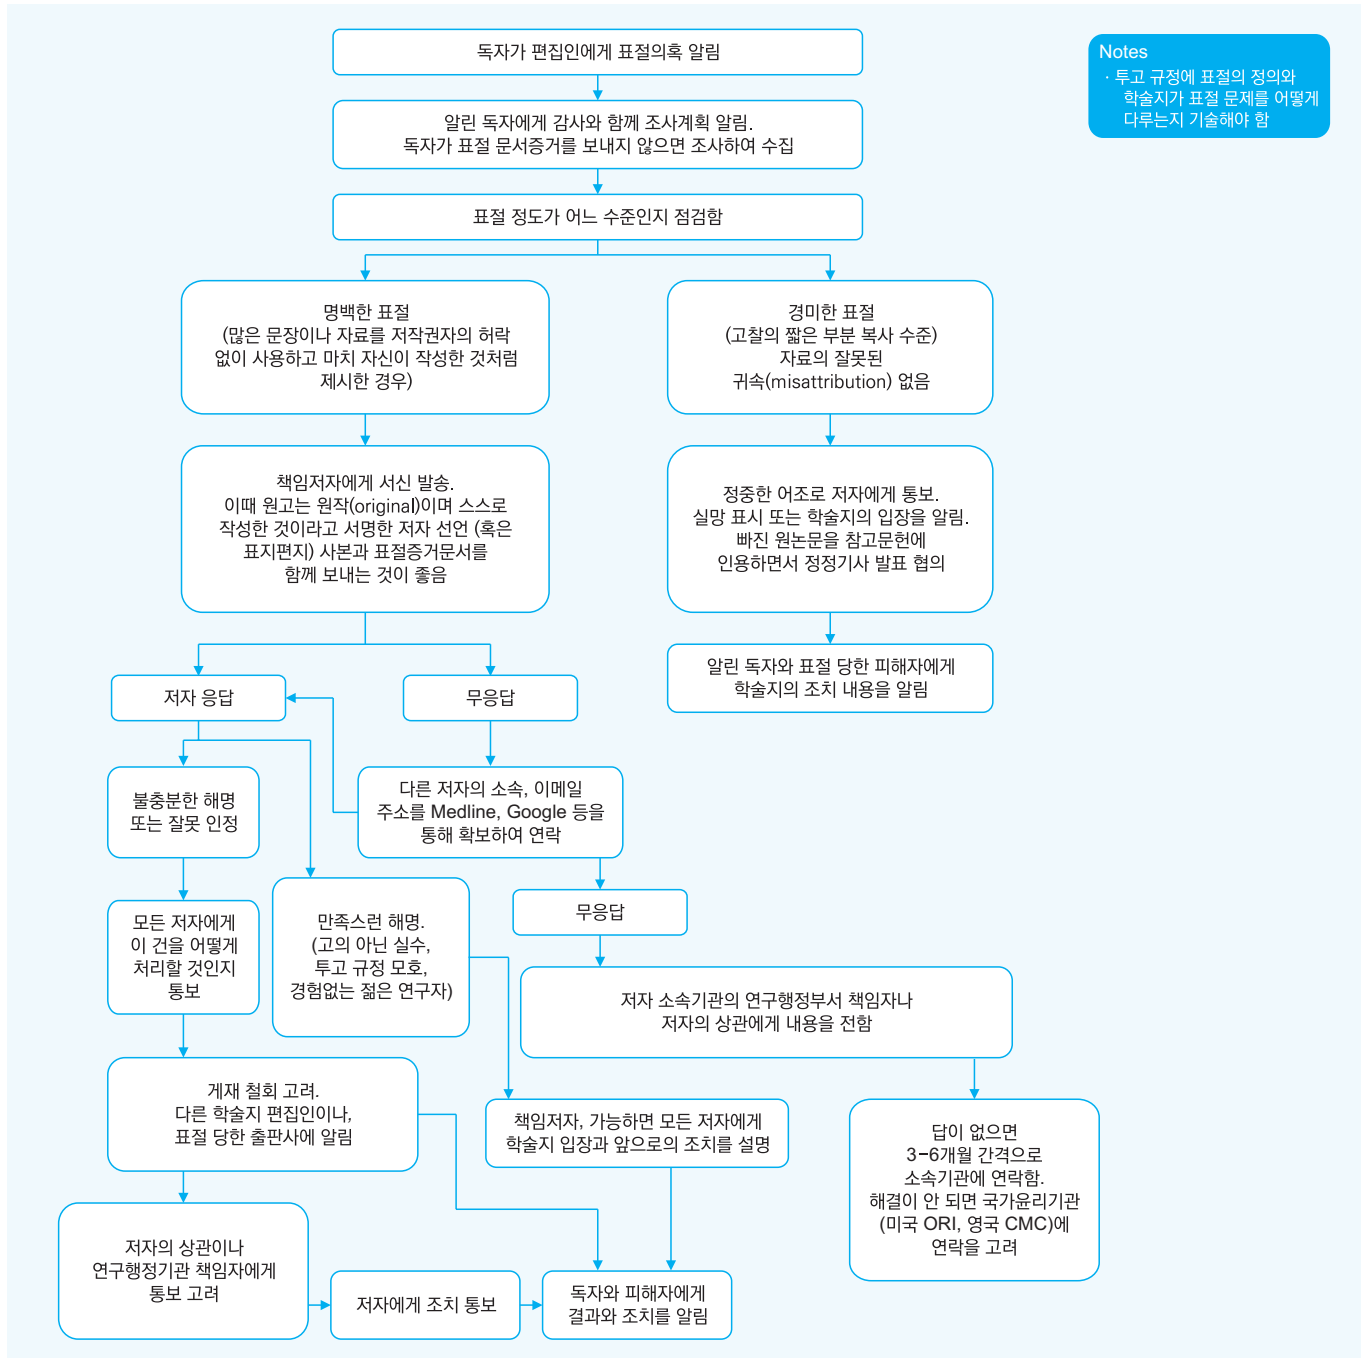 독자가 편집인에게 표절의혹 알림
Notes
· 투고 규정에 표절의 정의와
학술지가 표절 문제를 어떻게
다루는지 기술해야 함
알린 독자에게 감사와 함께 조사계획 알림.
독자가 표절 문서증거를 보내지 않으면 조사하여 수집
표절 정도가 어느 수준인지 점검함
명백한 표절
(많은 문장이나 자료를 저작권자의 허락
없이 사용하고 마치 자신이 작성한 것처럼
제시한 경우)
경미한 표절
(고찰의 짧은 부분 복사 수준)
자료의 잘못된
귀속(misattribution) 없음
책임저자에게 서신 발송.
이때 원고는 원작(original)이며 스스로
작성한 것이라고 서명한 저자 선언 (혹은
표지편지) 사본과 표절증거문서를
함께 보내는 것이 좋음
정중한 어조로 저자에게 통보.
실망 표시 또는 학술지의 입장을 알림.
빠진 원논문을 참고문헌에
인용하면서 정정기사 발표 협의
알린 독자와 표절 당한 피해자에게
학술지의 조치 내용을 알림
저자 응답
무응답
불충분한 해명
또는 잘못 인정
다른 저자의 소속, 이메일
주소를 Medline, Google 등을
통해 확보하여 연락
만족스런 해명.
(고의 아닌 실수,
투고 규정 모호,
경험없는 젊은 연구자)
무응답
모든 저자에게
이 건을 어떻게
처리할 것인지
통보
저자 소속기관의 연구행정부서 책임자나
저자의 상관에게 내용을 전함
게재 철회 고려.
다른 학술지 편집인이나,
표절 당한 출판사에 알림
책임저자, 가능하면 모든 저자에게
학술지 입장과 앞으로의 조치를 설명
답이 없으면
3-6개월 간격으로
소속기관에 연락함.
해결이 안 되면 국가윤리기관
(미국 ORI, 영국 CMC)에
연락을 고려
저자의 상관이나
연구행정기관 책임자에게
통보 고려
저자에게 조치 통보
독자와 피해자에게
결과와 조치를 알림